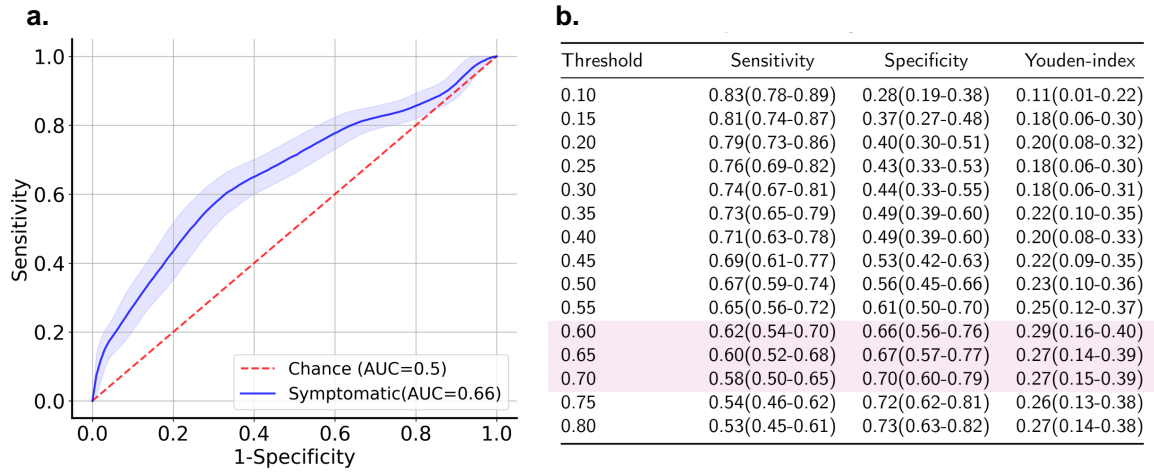 a.
1.0
0.8
0.6
0.4
0.2
0.0
Sensitivity
Chance (AUC=0.5)
Symptomatic(AUC=0.66)
0.0 0.2 0.4 0.6 0.8 1.0
1-Specificity
b.
Threshold Sensitivity Specificity Youden-index
0.10 0.83(0.78-0.89) 0.28(0.19-0.38) 0.11(0.01-0.22)
0.15 0.81(0.74-0.87) 0.37(0.27-0.48) 0.18(0.06-0.30)
0.20 0.79(0.73-0.86) 0.40(0.30-0.51) 0.20(0.08-0.32)
0.25 0.76(0.69-0.82) 0.43(0.33-0.53) 0.18(0.06-0.30)
0.30 0.74(0.67-0.81) 0.44(0.33-0.55) 0.18(0.06-0.31)
0.35 0.73(0.65-0.79) 0.49(0.39-0.60) 0.22(0.10-0.35)
0.40 0.71(0.63-0.78) 0.49(0.39-0.60) 0.20(0.08-0.33)
0.45 0.69(0.61-0.77) 0.53(0.42-0.63) 0.22(0.09-0.35)
0.50 0.67(0.59-0.74) 0.56(0.45-0.66) 0.23(0.10-0.36)
0.55 0.65(0.56-0.72) 0.61(0.50-0.70) 0.25(0.12-0.37)
0.60 0.62(0.54-0.70) 0.66(0.56-0.76) 0.29(0.16-0.40)
0.65 0.60(0.52-0.68) 0.67(0.57-0.77) 0.27(0.14-0.39)
0.70 0.58(0.50-0.65) 0.70(0.60-0.79) 0.27(0.15-0.39)
0.75 0.54(0.46-0.62) 0.72(0.62-0.81) 0.26(0.13-0.38)
0.80 0.53(0.45-0.61) 0.73(0.63-0.82) 0.27(0.14-0.38)